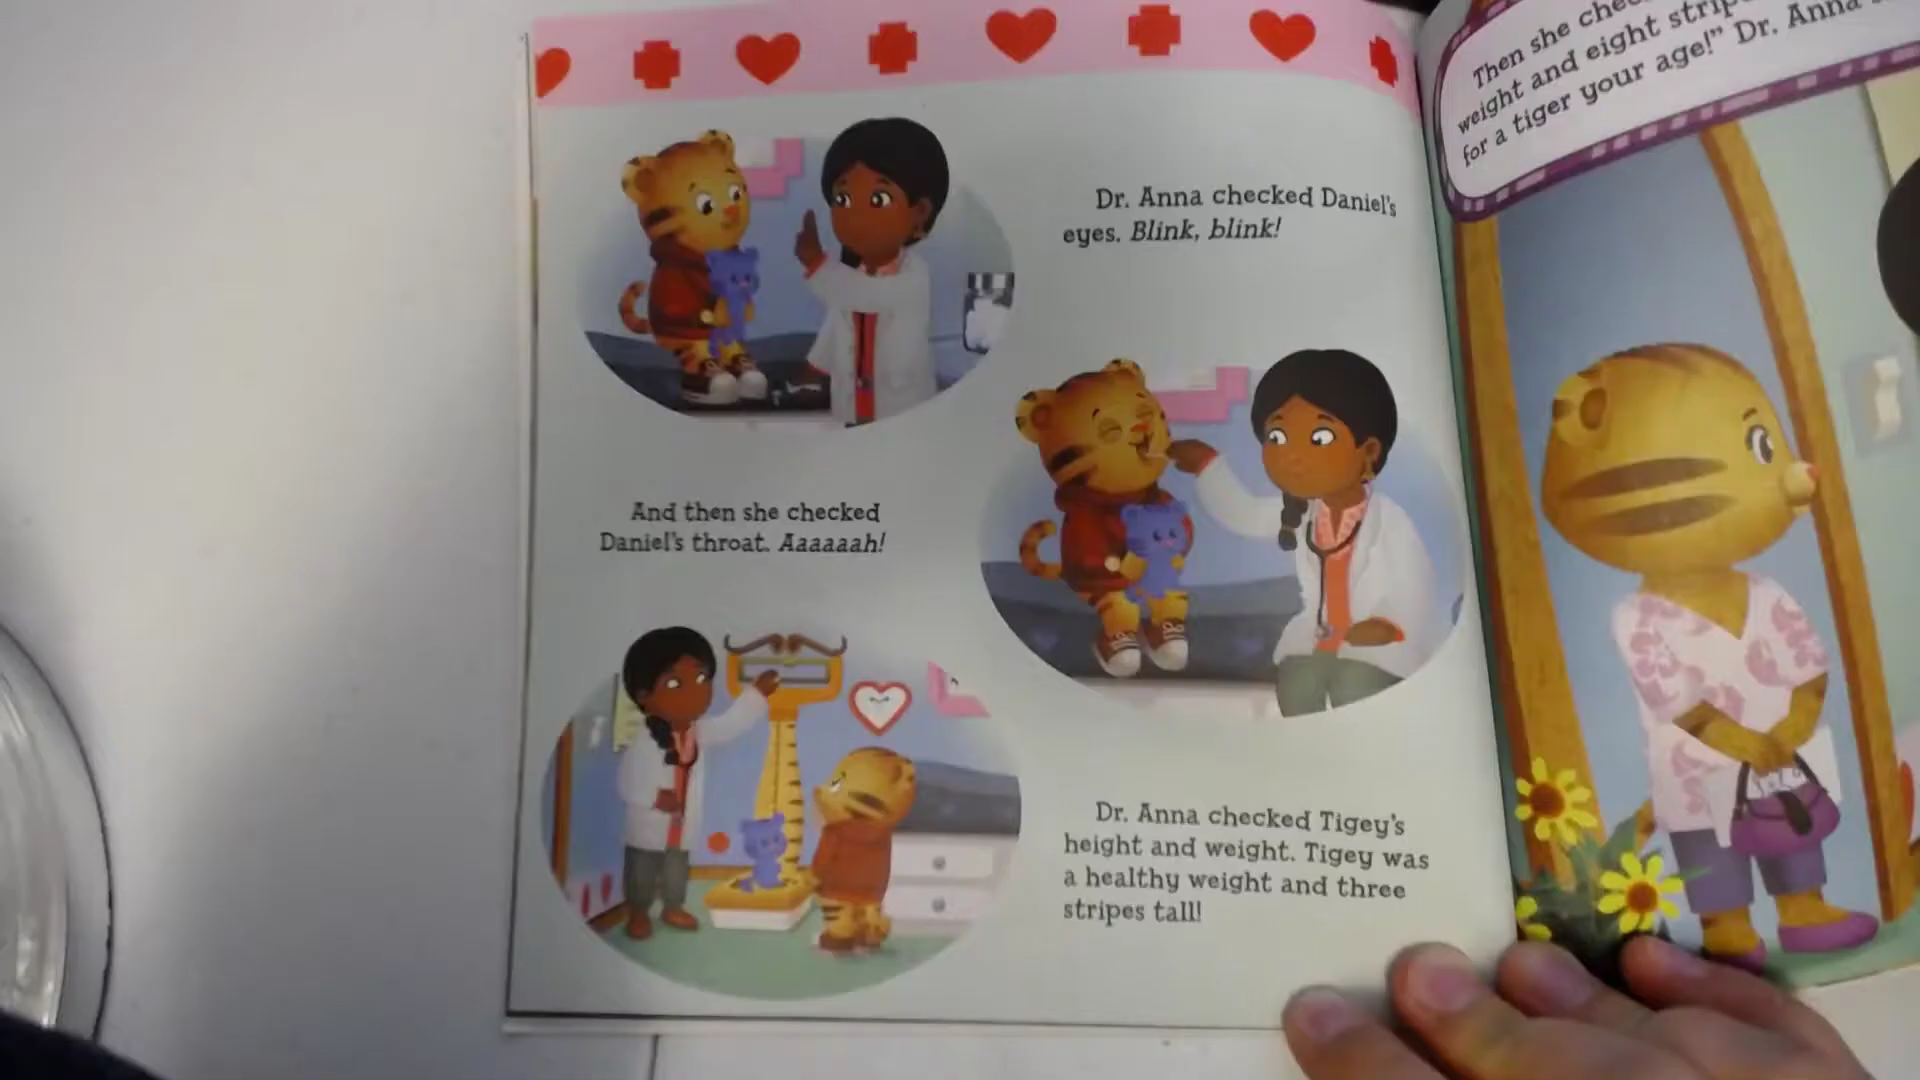 Dr. Anna checked Daniel's
eyes. Blink, blink!
And then she checked
Daniel's throat. Aaaaaah!
Dr. Anna checked Tigey's
height and weight. Tigey was
a healthy weight and three
stripes tall!
Then she
weight and eight
for a tiger your age!” Dr. Anna